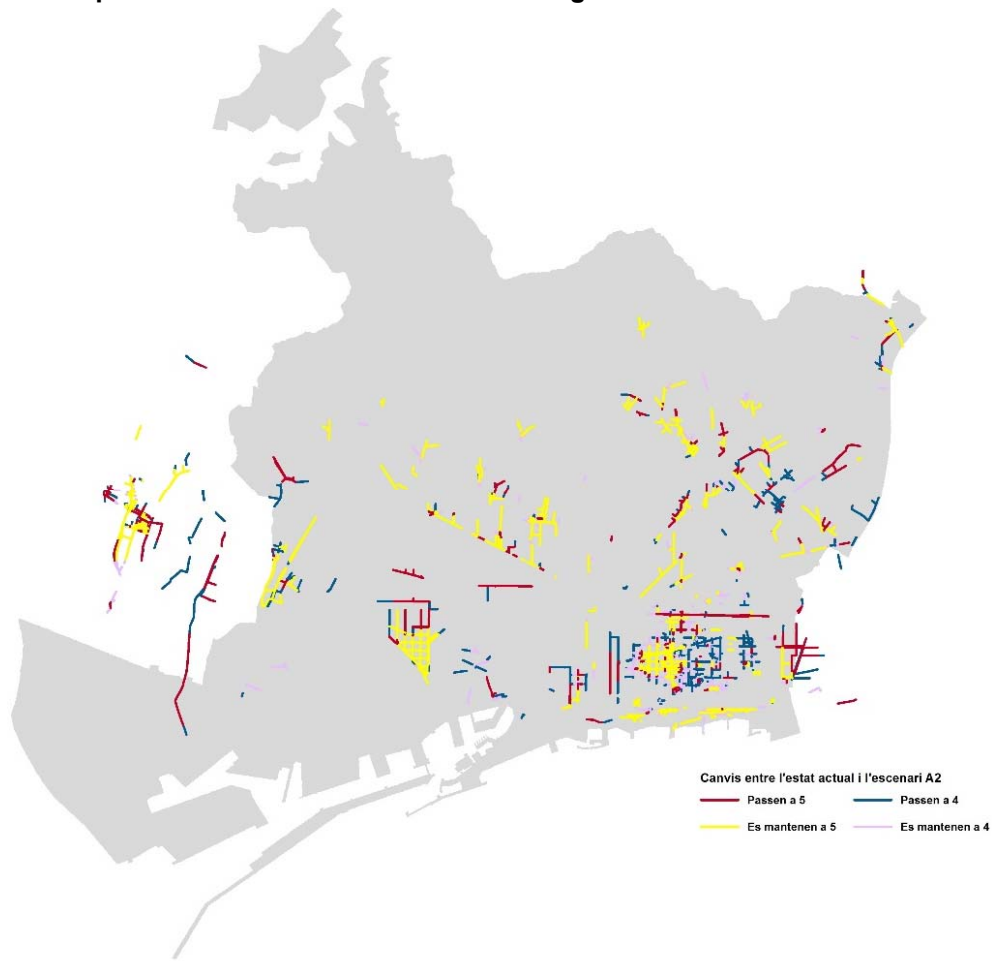 Canvis entre l'estat actual i l'escenari A2
Passen a 5 Passen a 4
Es mantenen a 5 Es mantenen a 4